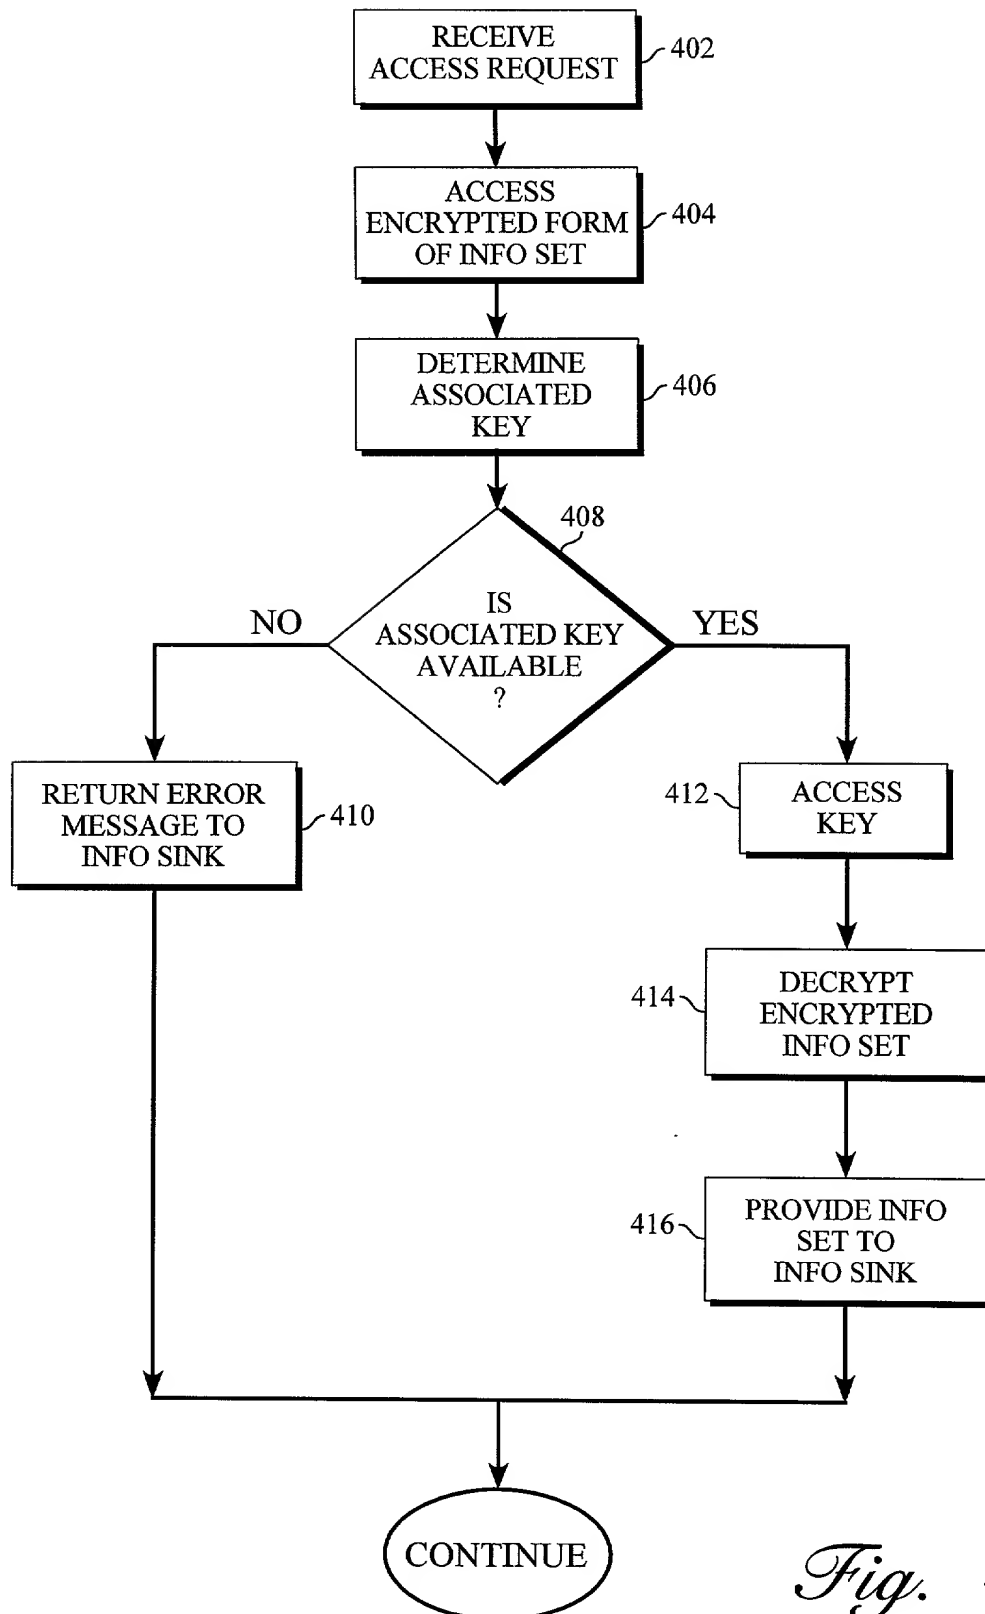 RECEIVE
ACCESS REQUEST
402
ACCESS
ENCRYPTED FORM
OF INFO SET
404
DETERMINE
ASSOCIATED
KEY
406
408
IS
ASSOCIATED KEY
AVAILABLE
?
NO
YES
RETURN ERROR
MESSAGE TO
INFO SINK
410
412
ACCESS
KEY
414
DECRYPT
ENCRYPTED
INFO SET
416
PROVIDE INFO
SET TO
INFO SINK
CONTINUE
Fig.